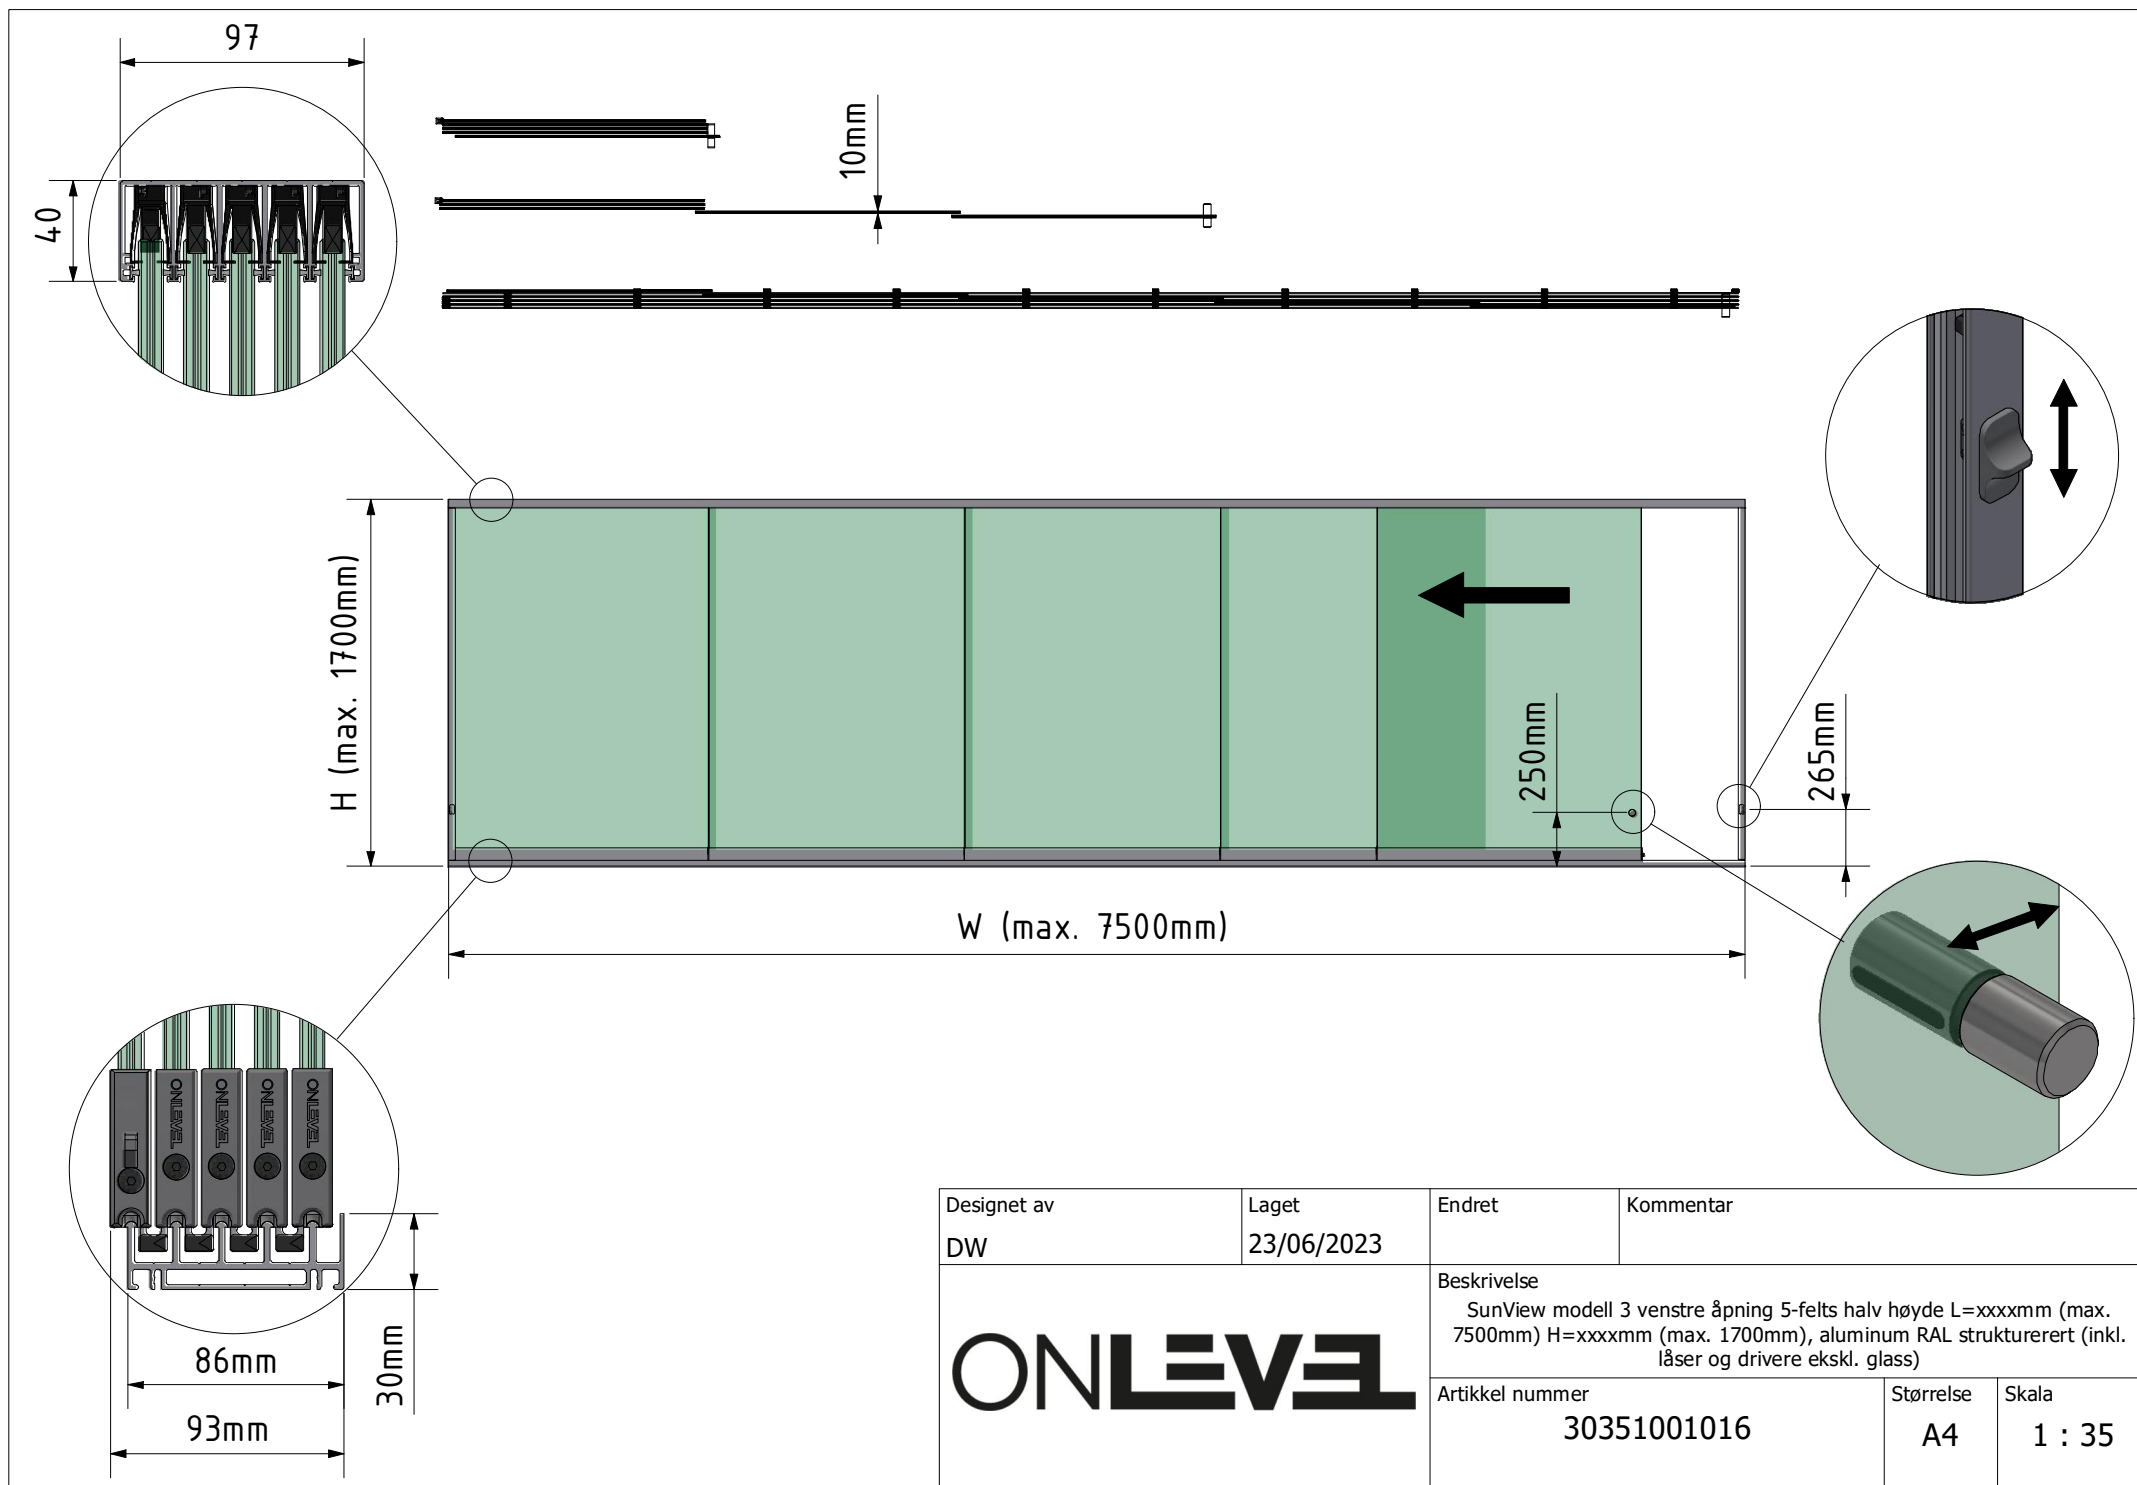 97
40
10mm
H (max. 1700mm)
250mm
265mm
W (max. 7500mm)
ONLEVEL
ONLEVEL
ONLEVEL
ONLEVEL
86mm
93mm
30mm
Designet av
DW
Laget
23/06/2023
Endret
Kommentar
ONLEVEL
Beskrivelse
SunView modell 3 venstre åpning 5-felts halv høyde L=xxxxmm (max.
7500mm) H=xxxxmm (max. 1700mm), aluminum RAL strukturerert (inkl.
låser og drivere ekskl. glass)
Artikkel nummer
30351001016
Størrelse
A4
Skala
1 : 35